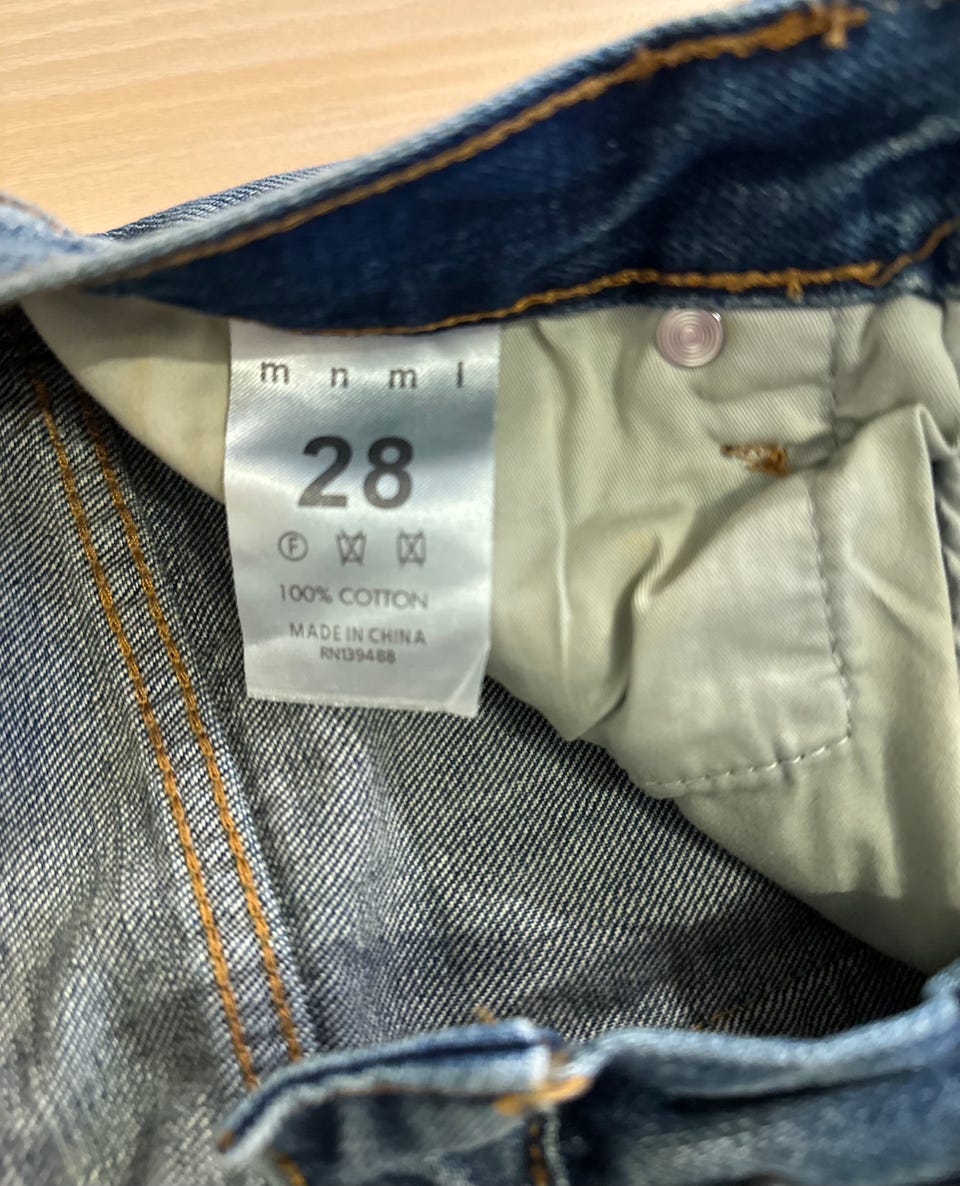 m n m l
28
F
100% COTTON
MADE IN CHINA
RN139488